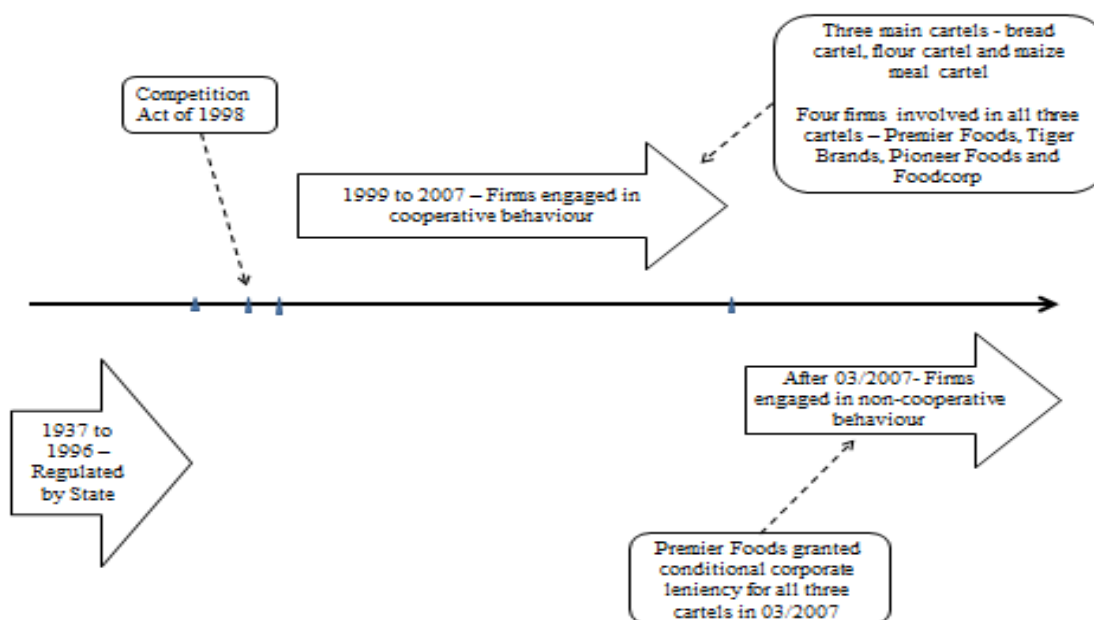 Three main cartels - bread
cartel, flour cartel and maize
meal cartel
Four firms involved in all three
cartels – Premier Foods, Tiger
Brands, Pioneer Foods and
Foodcorp
Competition
Act of 1998
1999 to 2007 – Firms engaged in
cooperative behaviour
After 03/2007- Firms
engaged in non-cooperative
behaviour
1937 to
1996 –
Regulated
by State
Premier Foods granted
conditional corporate
leniency for all three
cartels in 03/2007